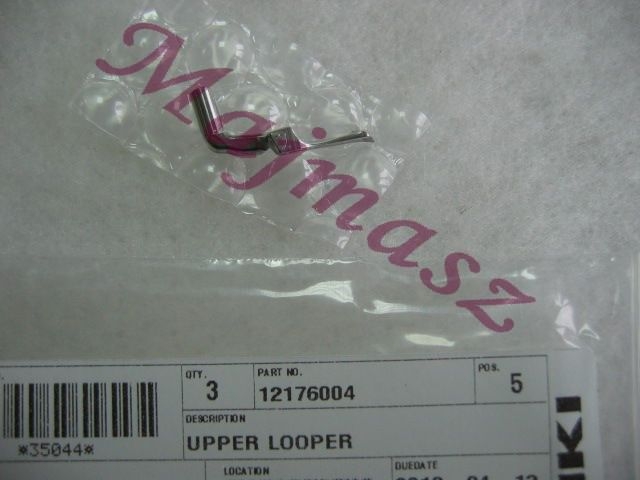 Majmasz
QTY. PART NO. POS.
3 12176004 5
*35044*
DESCRIPTION
UPPER LOOPER
LOCATION DUEDATE